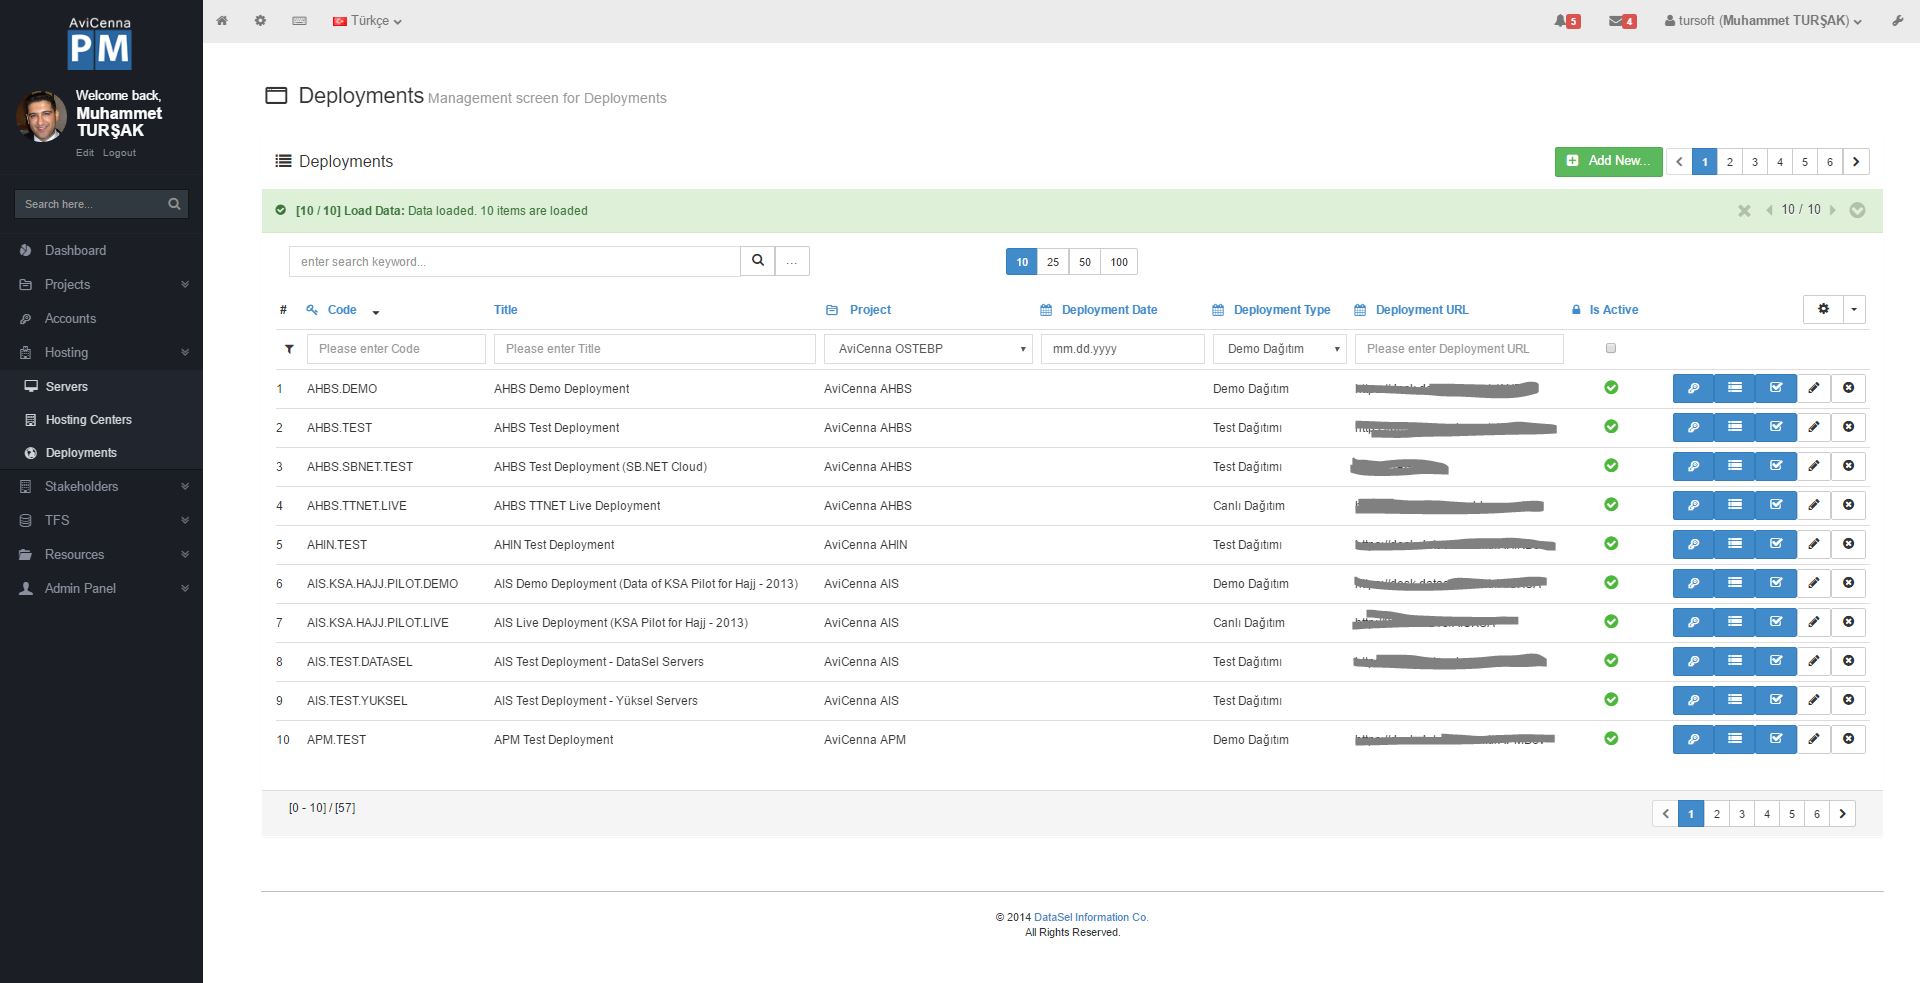 AviCenna
PM
Welcome back,
Muhammet
TURŞAK
Edit Logout
Search here...
Dashboard
Projects
Accounts
Hosting
Servers
Hosting Centers
Deployments
Stakeholders
TFS
Resources
Admin Panel
Türkçe
5
4
tursoft (Muhammet TURŞAK)
Deployments Management screen for Deployments
Deployments
Add New...
1 2 3 4 5 6
[10 / 10] Load Data: Data loaded. 10 items are loaded
10 / 10
enter search keyword...
...
10 25 50 100
# Code Title Project Deployment Date Deployment Type Deployment URL Is Active
Please enter Code Please enter Title AviCenna OSTEBP mm.dd.yyyy Demo Dağıtım Please enter Deployment URL
1 AHBS.DEMO AHBS Demo Deployment AviCenna AHBS Demo Dağıtım
2 AHBS.TEST AHBS Test Deployment AviCenna AHBS Test Dağıtımı
3 AHBS.SBNET.TEST AHBS Test Deployment (SB.NET Cloud) AviCenna AHBS Test Dağıtımı
4 AHBS.TTNET.LIVE AHBS TTNET Live Deployment AviCenna AHBS Canlı Dağıtım
5 AHIN.TEST AHIN Test Deployment AviCenna AHIN Test Dağıtımı
6 AIS.KSA.HAJJ.PILOT.DEMO AIS Demo Deployment (Data of KSA Pilot for Hajj - 2013) AviCenna AIS Demo Dağıtım
7 AIS.KSA.HAJJ.PILOT.LIVE AIS Live Deployment (KSA Pilot for Hajj - 2013) AviCenna AIS Canlı Dağıtım
8 AIS.TEST.DATASEL AIS Test Deployment - DataSel Servers AviCenna AIS Test Dağıtımı
9 AIS.TEST.YUKSEL AIS Test Deployment - Yüksel Servers AviCenna AIS Test Dağıtımı
10 APM.TEST APM Test Deployment AviCenna APM Demo Dağıtım
[0 - 10] / [57]
1 2 3 4 5 6
© 2014 DataSel Information Co.
All Rights Reserved.